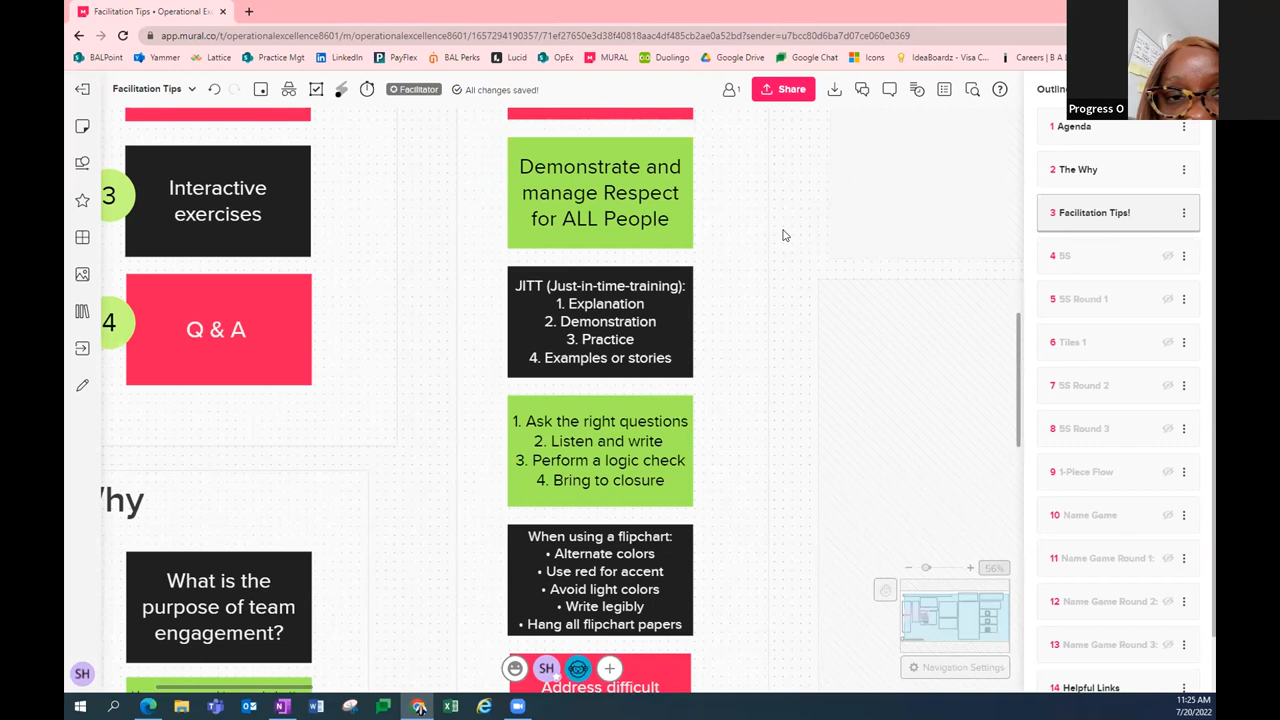 Facilitation Tips • Operational Ex
app.mural.co/t/operationalexcellence8601/m/operationalexcellence8601/1657294190357/71ef27650e3d38f40818aac4df485cb2ae0a52bd?sender=u7bcc80d6ba7d07ce060e0369
BALPoint
Yammer
Lattice
Practice Mgt
LinkedIn
PayFlex
BAL Perks
Lucid
OpEx
MURAL
Duolingo
Google Drive
Google Chat
Icons
IdeaBoardz - Visa C...
Careers | B A L
Progress O
Facilitation Tips
Facilitator
All changes saved!
1
Share
Outlin
3
Interactive
exercises
4
Q & A
Why
What is the
purpose of team
engagement?
Demonstrate and
manage Respect
for ALL People
JITT (Just-in-time-training):
1. Explanation
2. Demonstration
3. Practice
4. Examples or stories
1. Ask the right questions
2. Listen and write
3. Perform a logic check
4. Bring to closure
When using a flipchart:
• Alternate colors
• Use red for accent
• Avoid light colors
• Write legibly
• Hang all flipchart papers
Address difficult
1 Agenda
2 The Why
3 Facilitation Tips!
4 5S
5 5S Round 1
6 Tiles 1
7 5S Round 2
8 5S Round 3
9 1-Piece Flow
10 Name Game
11 Name Game Round 1:
12 Name Game Round 2:
13 Name Game Round 3:
14 Helpful Links
56%
Navigation Settings
SH
SH
11:25 AM
7/20/2022